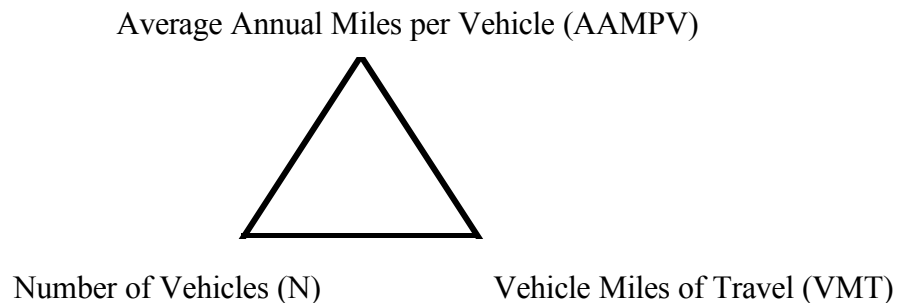 Average Annual Miles per Vehicle (AAMPV)
Number of Vehicles (N)
Vehicle Miles of Travel (VMT)